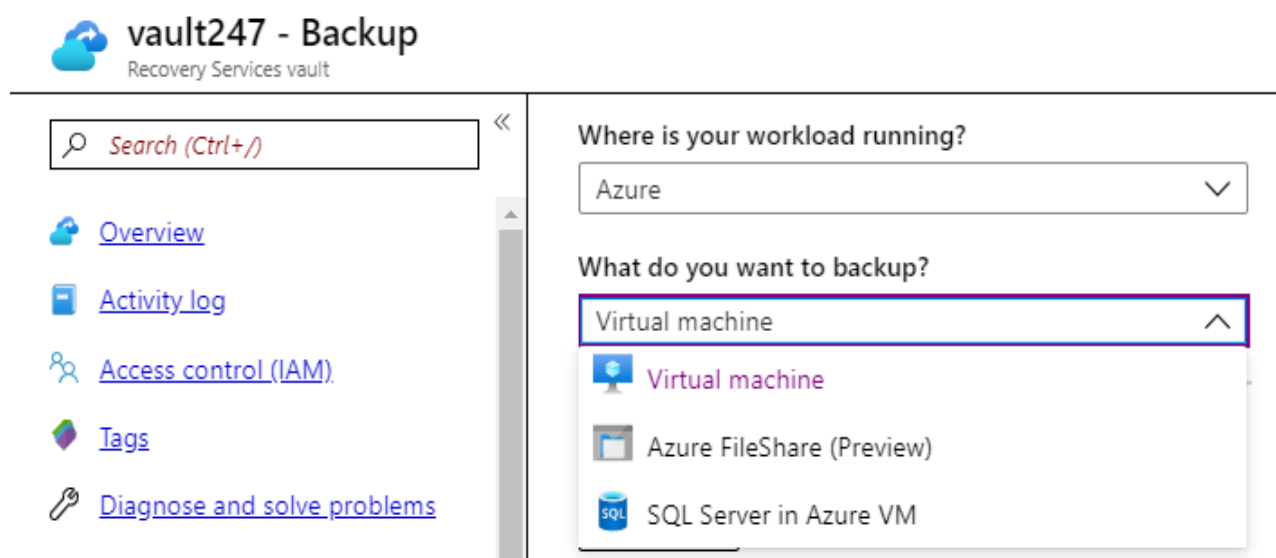 vault247 - Backup
Recovery Services vault
Search (Ctrl+/)
Overview
Activity log
Access control (IAM)
Tags
Diagnose and solve problems
Where is your workload running?
Azure
What do you want to backup?
Virtual machine
Virtual machine
Azure FileShare (Preview)
SQL
SQL Server in Azure VM